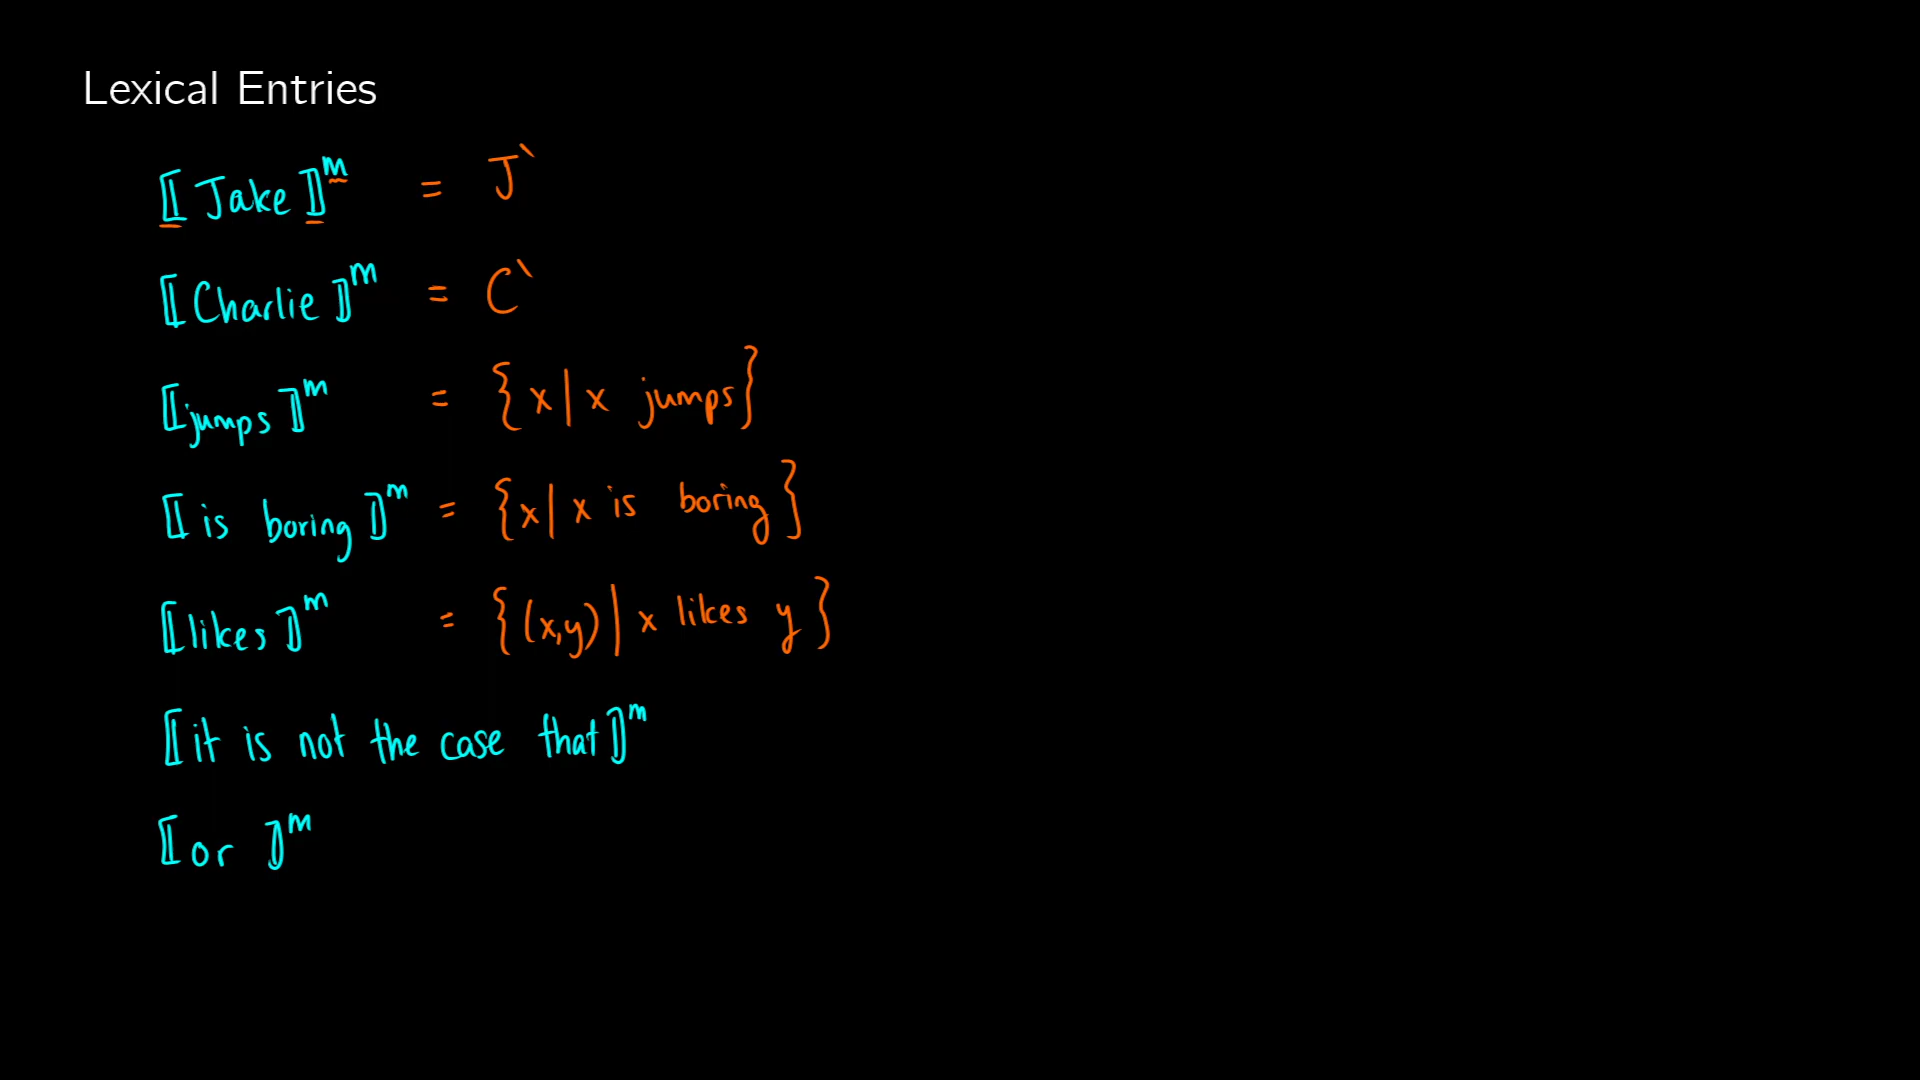 Lexical Entries
⟦Jake⟧ᵐ = J`
⟦Charlie⟧ᵐ = C`
⟦jumps⟧ᵐ = {x | x jumps}
⟦is boring⟧ᵐ = {x | x is boring}
⟦likes⟧ᵐ = {(x,y) | x likes y}
⟦it is not the case that⟧ᵐ
⟦or⟧ᵐ